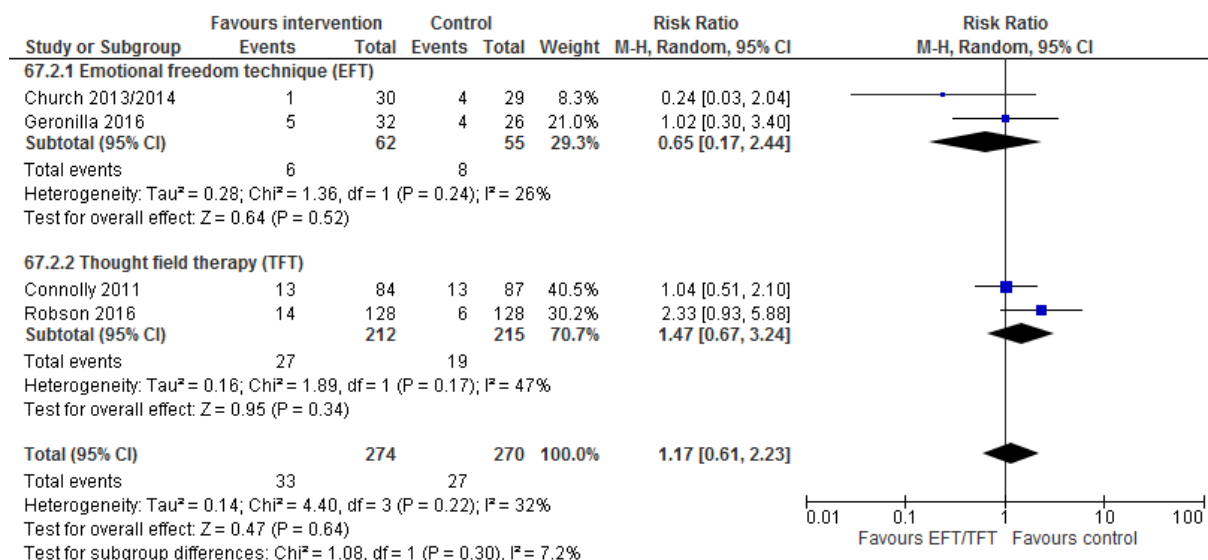 Favours intervention Control Risk Ratio Risk Ratio
Study or Subgroup Events Total Events Total Weight M-H, Random, 95% CI M-H, Random, 95% CI
67.2.1 Emotional freedom technique (EFT)
Church 2013/2014 1 30 4 29 8.3% 0.24 [0.03, 2.04]
Geronilla 2016 5 32 4 26 21.0% 1.02 [0.30, 3.40]
Subtotal (95% CI) 62 55 29.3% 0.65 [0.17, 2.44]
Total events 6 8
Heterogeneity: Tau² = 0.28; Chi² = 1.36, df = 1 (P = 0.24); I² = 26%
Test for overall effect: Z = 0.64 (P = 0.52)
67.2.2 Thought field therapy (TFT)
Connolly 2011 13 84 13 87 40.5% 1.04 [0.51, 2.10]
Robson 2016 14 128 6 128 30.2% 2.33 [0.93, 5.88]
Subtotal (95% CI) 212 215 70.7% 1.47 [0.67, 3.24]
Total events 27 19
Heterogeneity: Tau² = 0.16; Chi² = 1.89, df = 1 (P = 0.17); I² = 47%
Test for overall effect: Z = 0.95 (P = 0.34)
Total (95% CI) 274 270 100.0% 1.17 [0.61, 2.23]
Total events 33 27
Heterogeneity: Tau² = 0.14; Chi² = 4.40, df = 3 (P = 0.22); I² = 32%
Test for overall effect: Z = 0.47 (P = 0.64)
Test for subgroup differences: Chi² = 1.08, df = 1 (P = 0.30), I² = 7.2%
0.01 0.1 1 10 100
Favours EFT/TFT Favours control